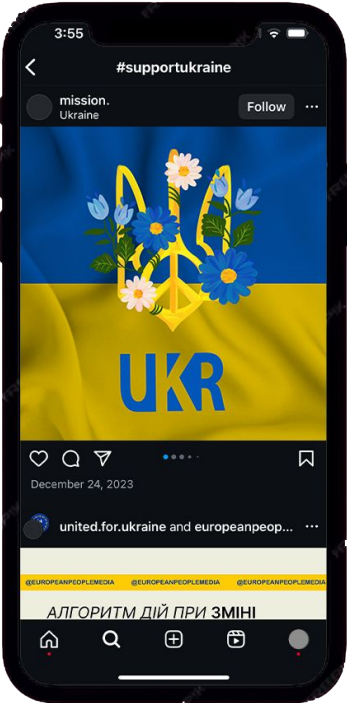 3:55
#supportukraine
mission.
Follow
Ukraine
UKR
December 24, 2023
united.for.ukraine and europeanpeop...
@EUROPEANPEOPLEMEDIA @EUROPEANPEOPLEMEDIA @EUROPEANPEOPLEMEDIA
АЛГОРИТМ ДІЙ ПРИ ЗМІНІ